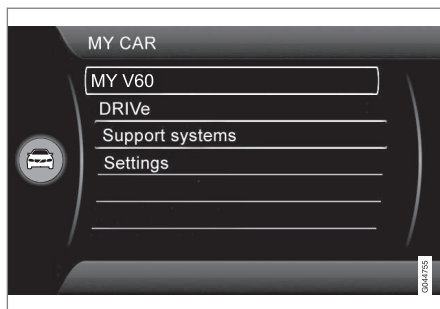 MY CAR
MY V60
DRIVe
Support systems
Settings
G044755